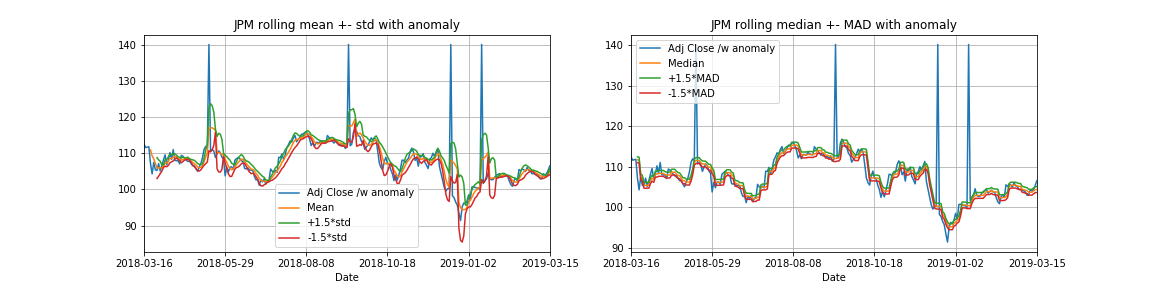 JPM rolling mean +- std with anomaly
140
130
120
110
100
90
2018-03-16
2018-05-29
2018-08-08
2018-10-18
2019-01-02
2019-03-15
Date
Adj Close /w anomaly
Mean
+1.5*std
-1.5*std
JPM rolling median +- MAD with anomaly
140
130
120
110
100
90
2018-03-16
2018-05-29
2018-08-08
2018-10-18
2019-01-02
2019-03-15
Date
Adj Close /w anomaly
Median
+1.5*MAD
-1.5*MAD